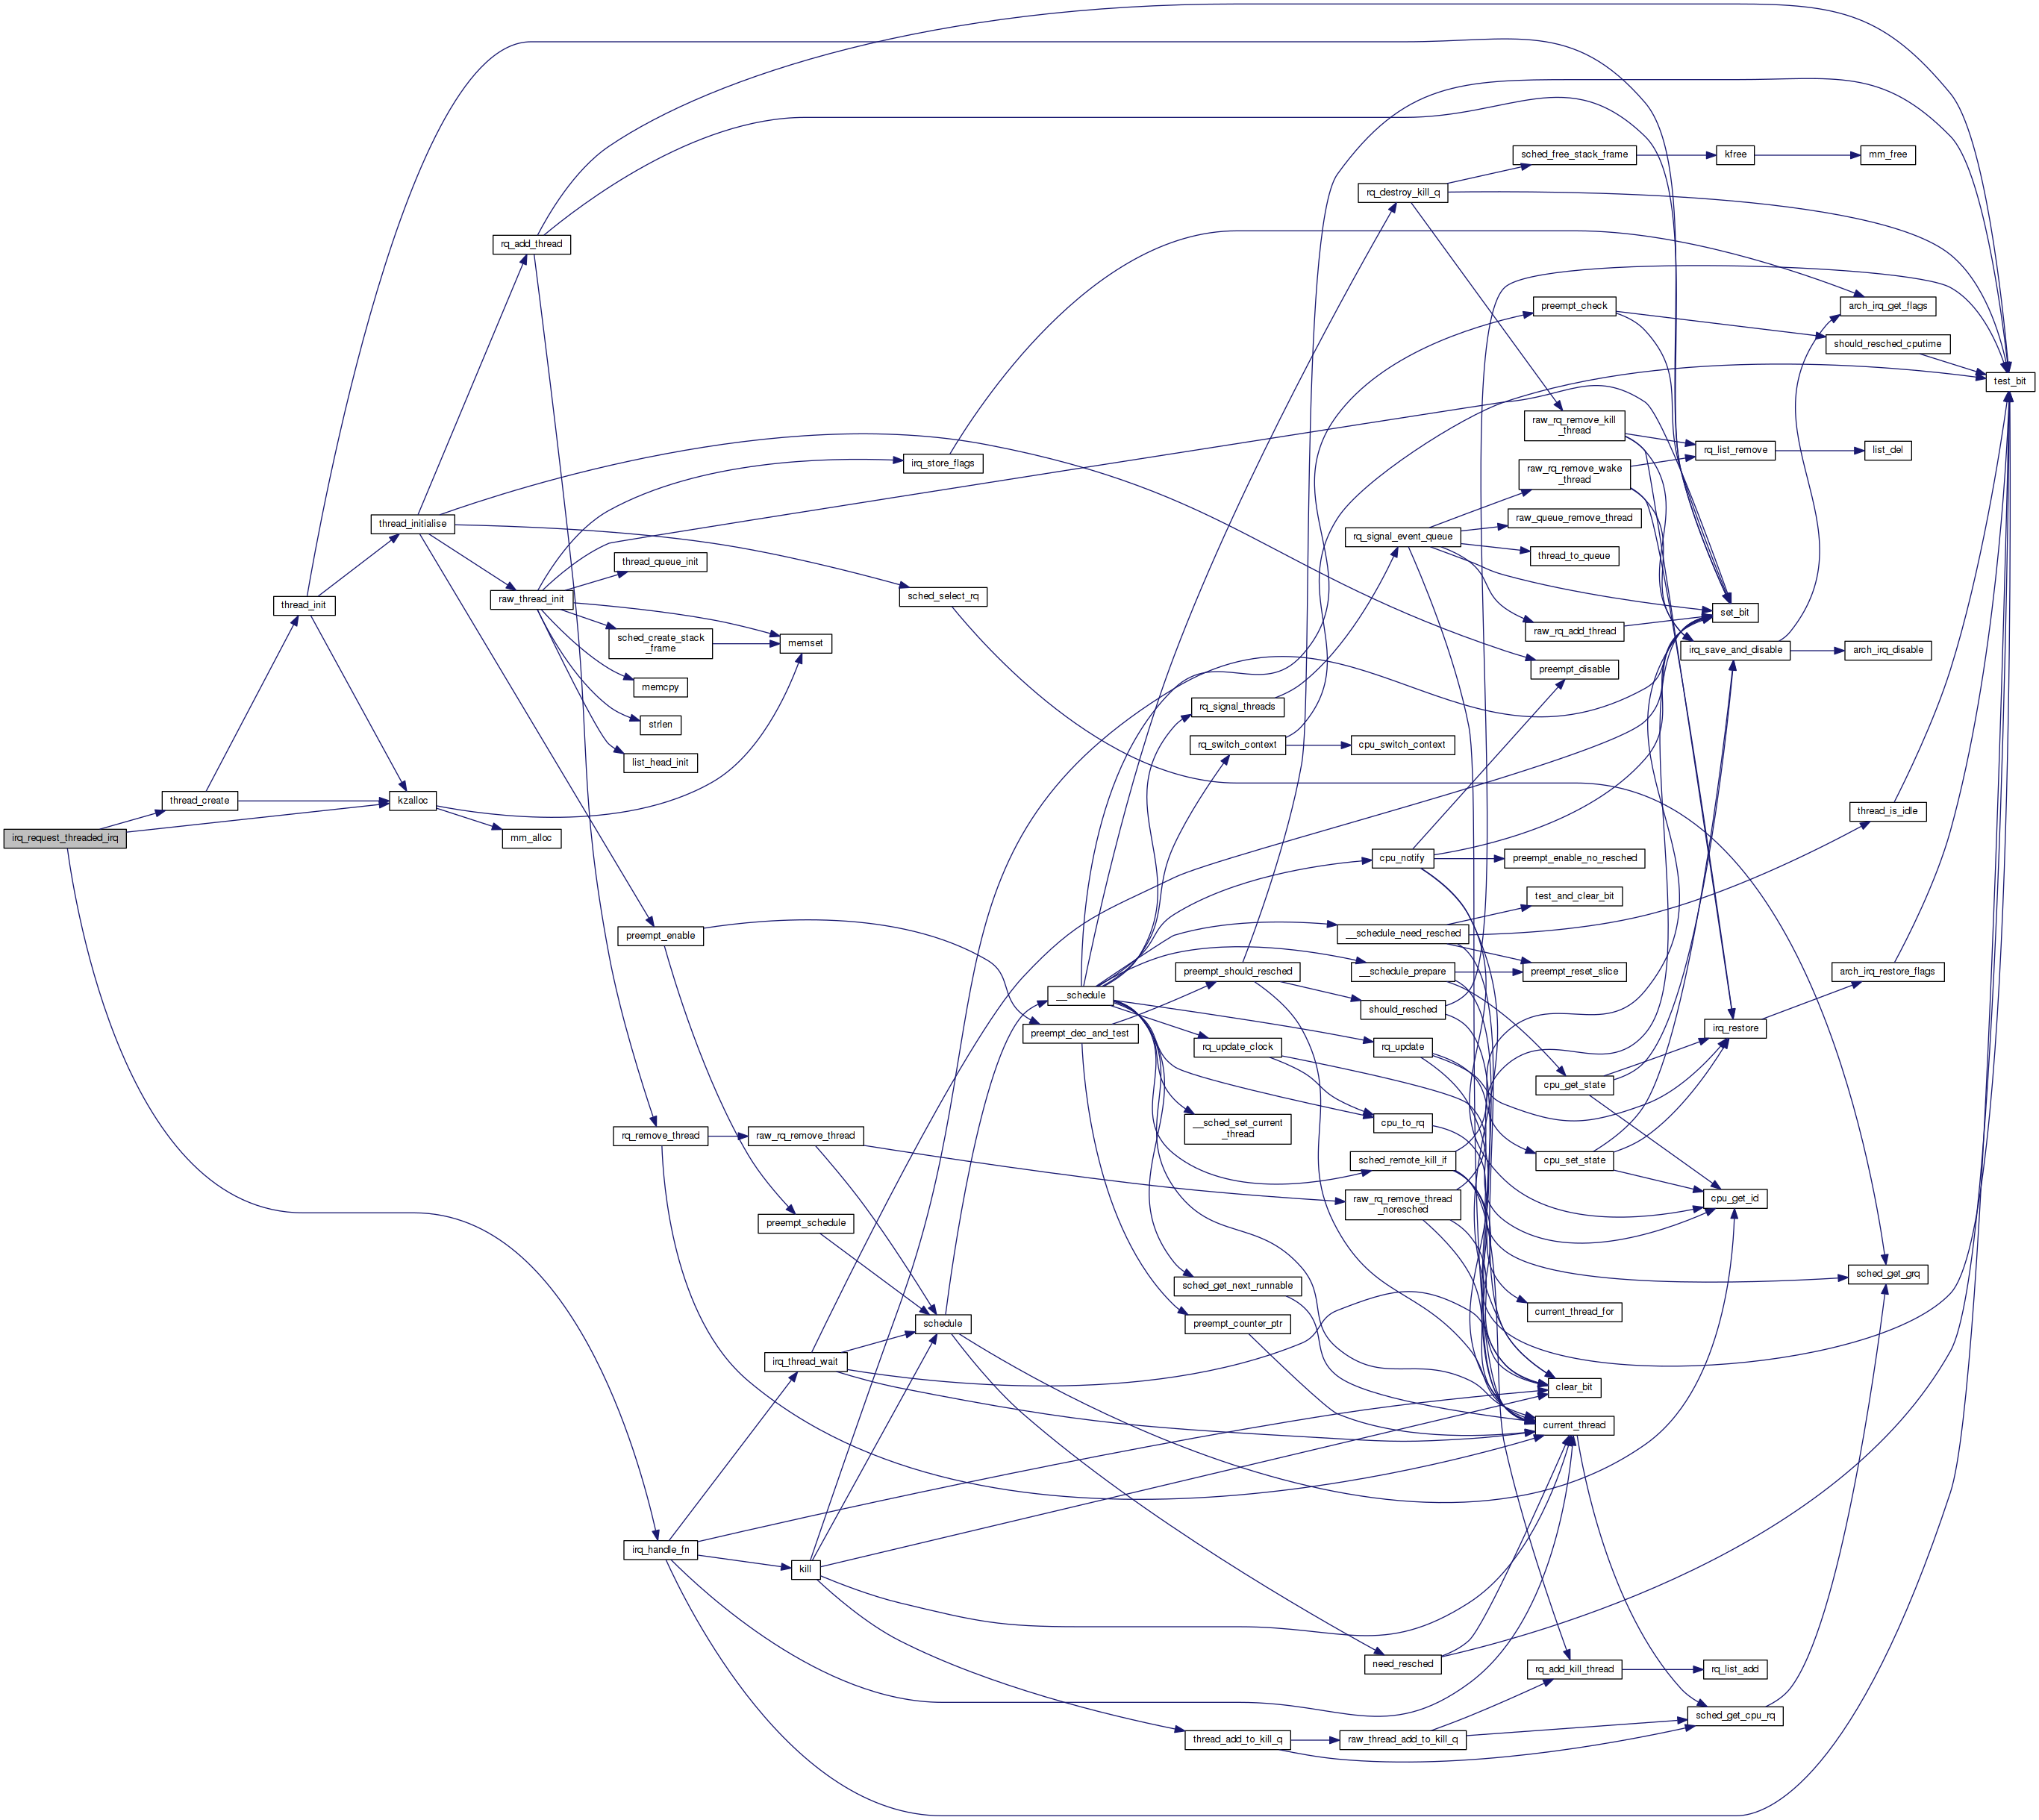 irq_request_threaded_irq
thread_create
thread_init
kzalloc
thread_initialise
rq_add_thread
raw_thread_init
mm_alloc
thread_queue_init
sched_create_stack
_frame
memcpy
strlen
list_head_init
memset
preempt_enable
rq_remove_thread
raw_rq_remove_thread
preempt_schedule
irq_thread_wait
irq_handle_fn
kill
irq_store_flags
sched_select_rq
schedule
__schedule
preempt_dec_and_test
rq_signal_threads
rq_switch_context
preempt_should_resched
rq_update_clock
__sched_set_current
_thread
sched_get_next_runnable
preempt_counter_ptr
thread_add_to_kill_q
rq_destroy_kill_q
rq_signal_event_queue
cpu_switch_context
cpu_notify
__schedule_need_resched
__schedule_prepare
should_resched
rq_update
cpu_to_rq
sched_remote_kill_if
raw_rq_remove_thread
_noresched
need_resched
raw_thread_add_to_kill_q
sched_free_stack_frame
preempt_check
raw_rq_remove_kill
_thread
raw_rq_remove_wake
_thread
raw_queue_remove_thread
thread_to_queue
raw_rq_add_thread
preempt_disable
preempt_enable_no_resched
test_and_clear_bit
preempt_reset_slice
cpu_get_state
cpu_set_state
current_thread_for
clear_bit
current_thread
rq_add_kill_thread
kfree
rq_list_remove
set_bit
irq_save_and_disable
irq_restore
cpu_get_id
rq_list_add
sched_get_cpu_rq
mm_free
arch_irq_get_flags
should_resched_cputime
list_del
arch_irq_disable
thread_is_idle
arch_irq_restore_flags
sched_get_grq
test_bit